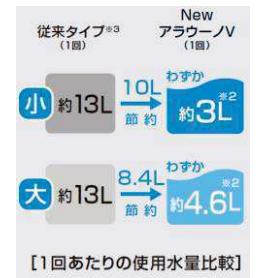 従来タイプ※3
(1回)
New
アラウーノV
(1回)
小 約13L 10L 節約 わずか 約3L※2
大 約13L 8.4L 節約 わずか 約4.6L※2
[1回あたりの使用水量比較]